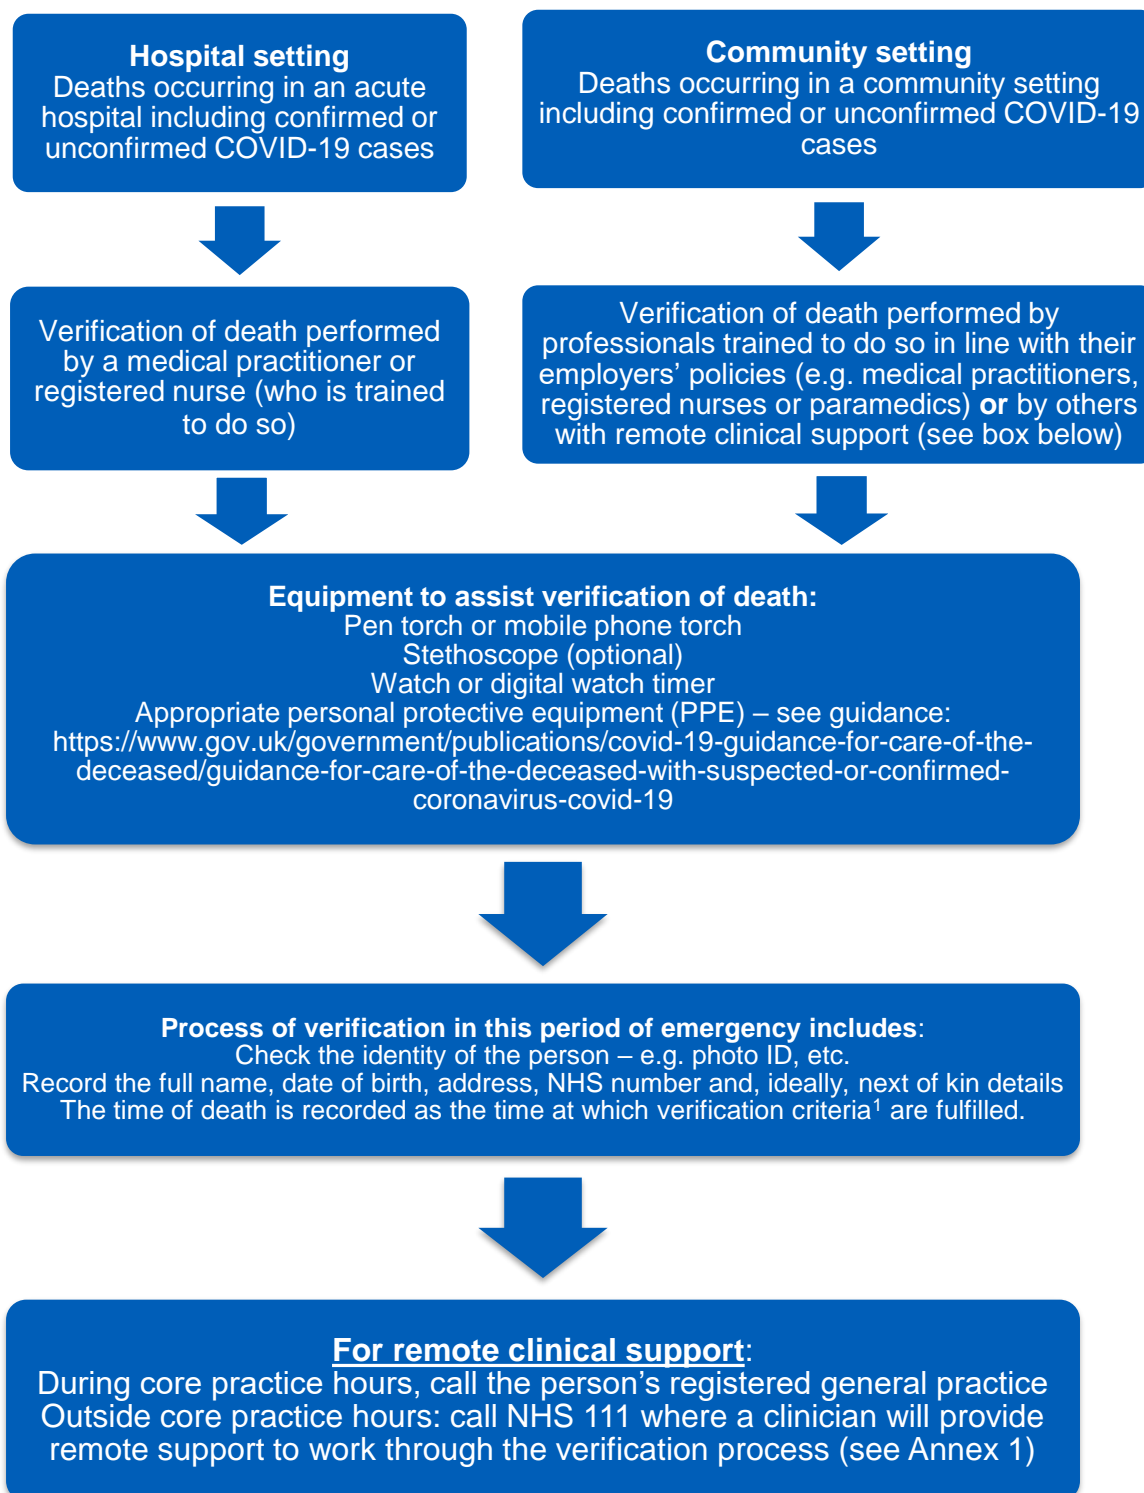 Hospital setting
Deaths occurring in an acute
hospital including confirmed or
unconfirmed COVID-19 cases
Community setting
Deaths occurring in a community setting
including confirmed or unconfirmed COVID-19
cases
Verification of death performed
by a medical practitioner or
registered nurse (who is trained
to do so)
Verification of death performed by
professionals trained to do so in line with their
employers’ policies (e.g. medical practitioners,
registered nurses or paramedics) or by others
with remote clinical support (see box below)
Equipment to assist verification of death:
Pen torch or mobile phone torch
Stethoscope (optional)
Watch or digital watch timer
Appropriate personal protective equipment (PPE) – see guidance:
https://www.gov.uk/government/publications/covid-19-guidance-for-care-of-the-
deceased/guidance-for-care-of-the-deceased-with-suspected-or-confirmed-
coronavirus-covid-19
Process of verification in this period of emergency includes:
Check the identity of the person – e.g. photo ID, etc.
Record the full name, date of birth, address, NHS number and, ideally, next of kin details
The time of death is recorded as the time at which verification criteria¹ are fulfilled.
For remote clinical support:
During core practice hours, call the person’s registered general practice
Outside core practice hours: call NHS 111 where a clinician will provide
remote support to work through the verification process (see Annex 1)